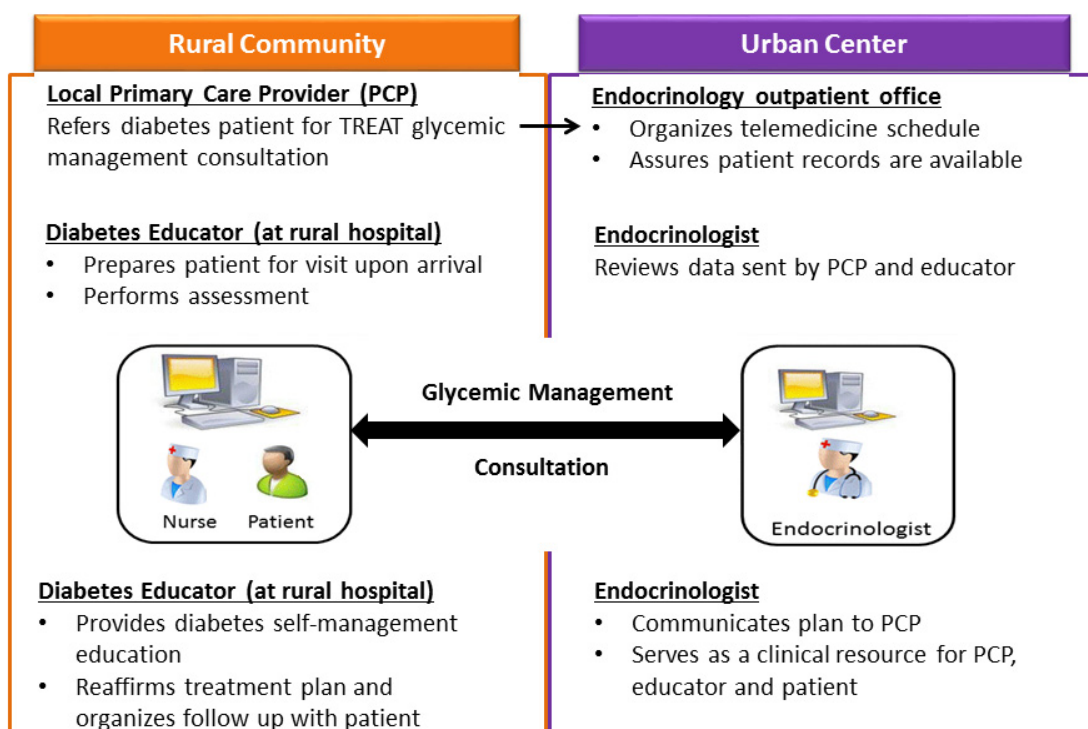 Rural Community
Urban Center
Local Primary Care Provider (PCP)
Refers diabetes patient for TREAT glycemic
management consultation
Endocrinology outpatient office
• Organizes telemedicine schedule
• Assures patient records are available
Diabetes Educator (at rural hospital)
• Prepares patient for visit upon arrival
• Performs assessment
Endocrinologist
Reviews data sent by PCP and educator
Glycemic Management
Consultation
Nurse
Patient
Endocrinologist
Diabetes Educator (at rural hospital)
• Provides diabetes self-management
education
• Reaffirms treatment plan and
organizes follow up with patient
Endocrinologist
• Communicates plan to PCP
• Serves as a clinical resource for PCP,
educator and patient